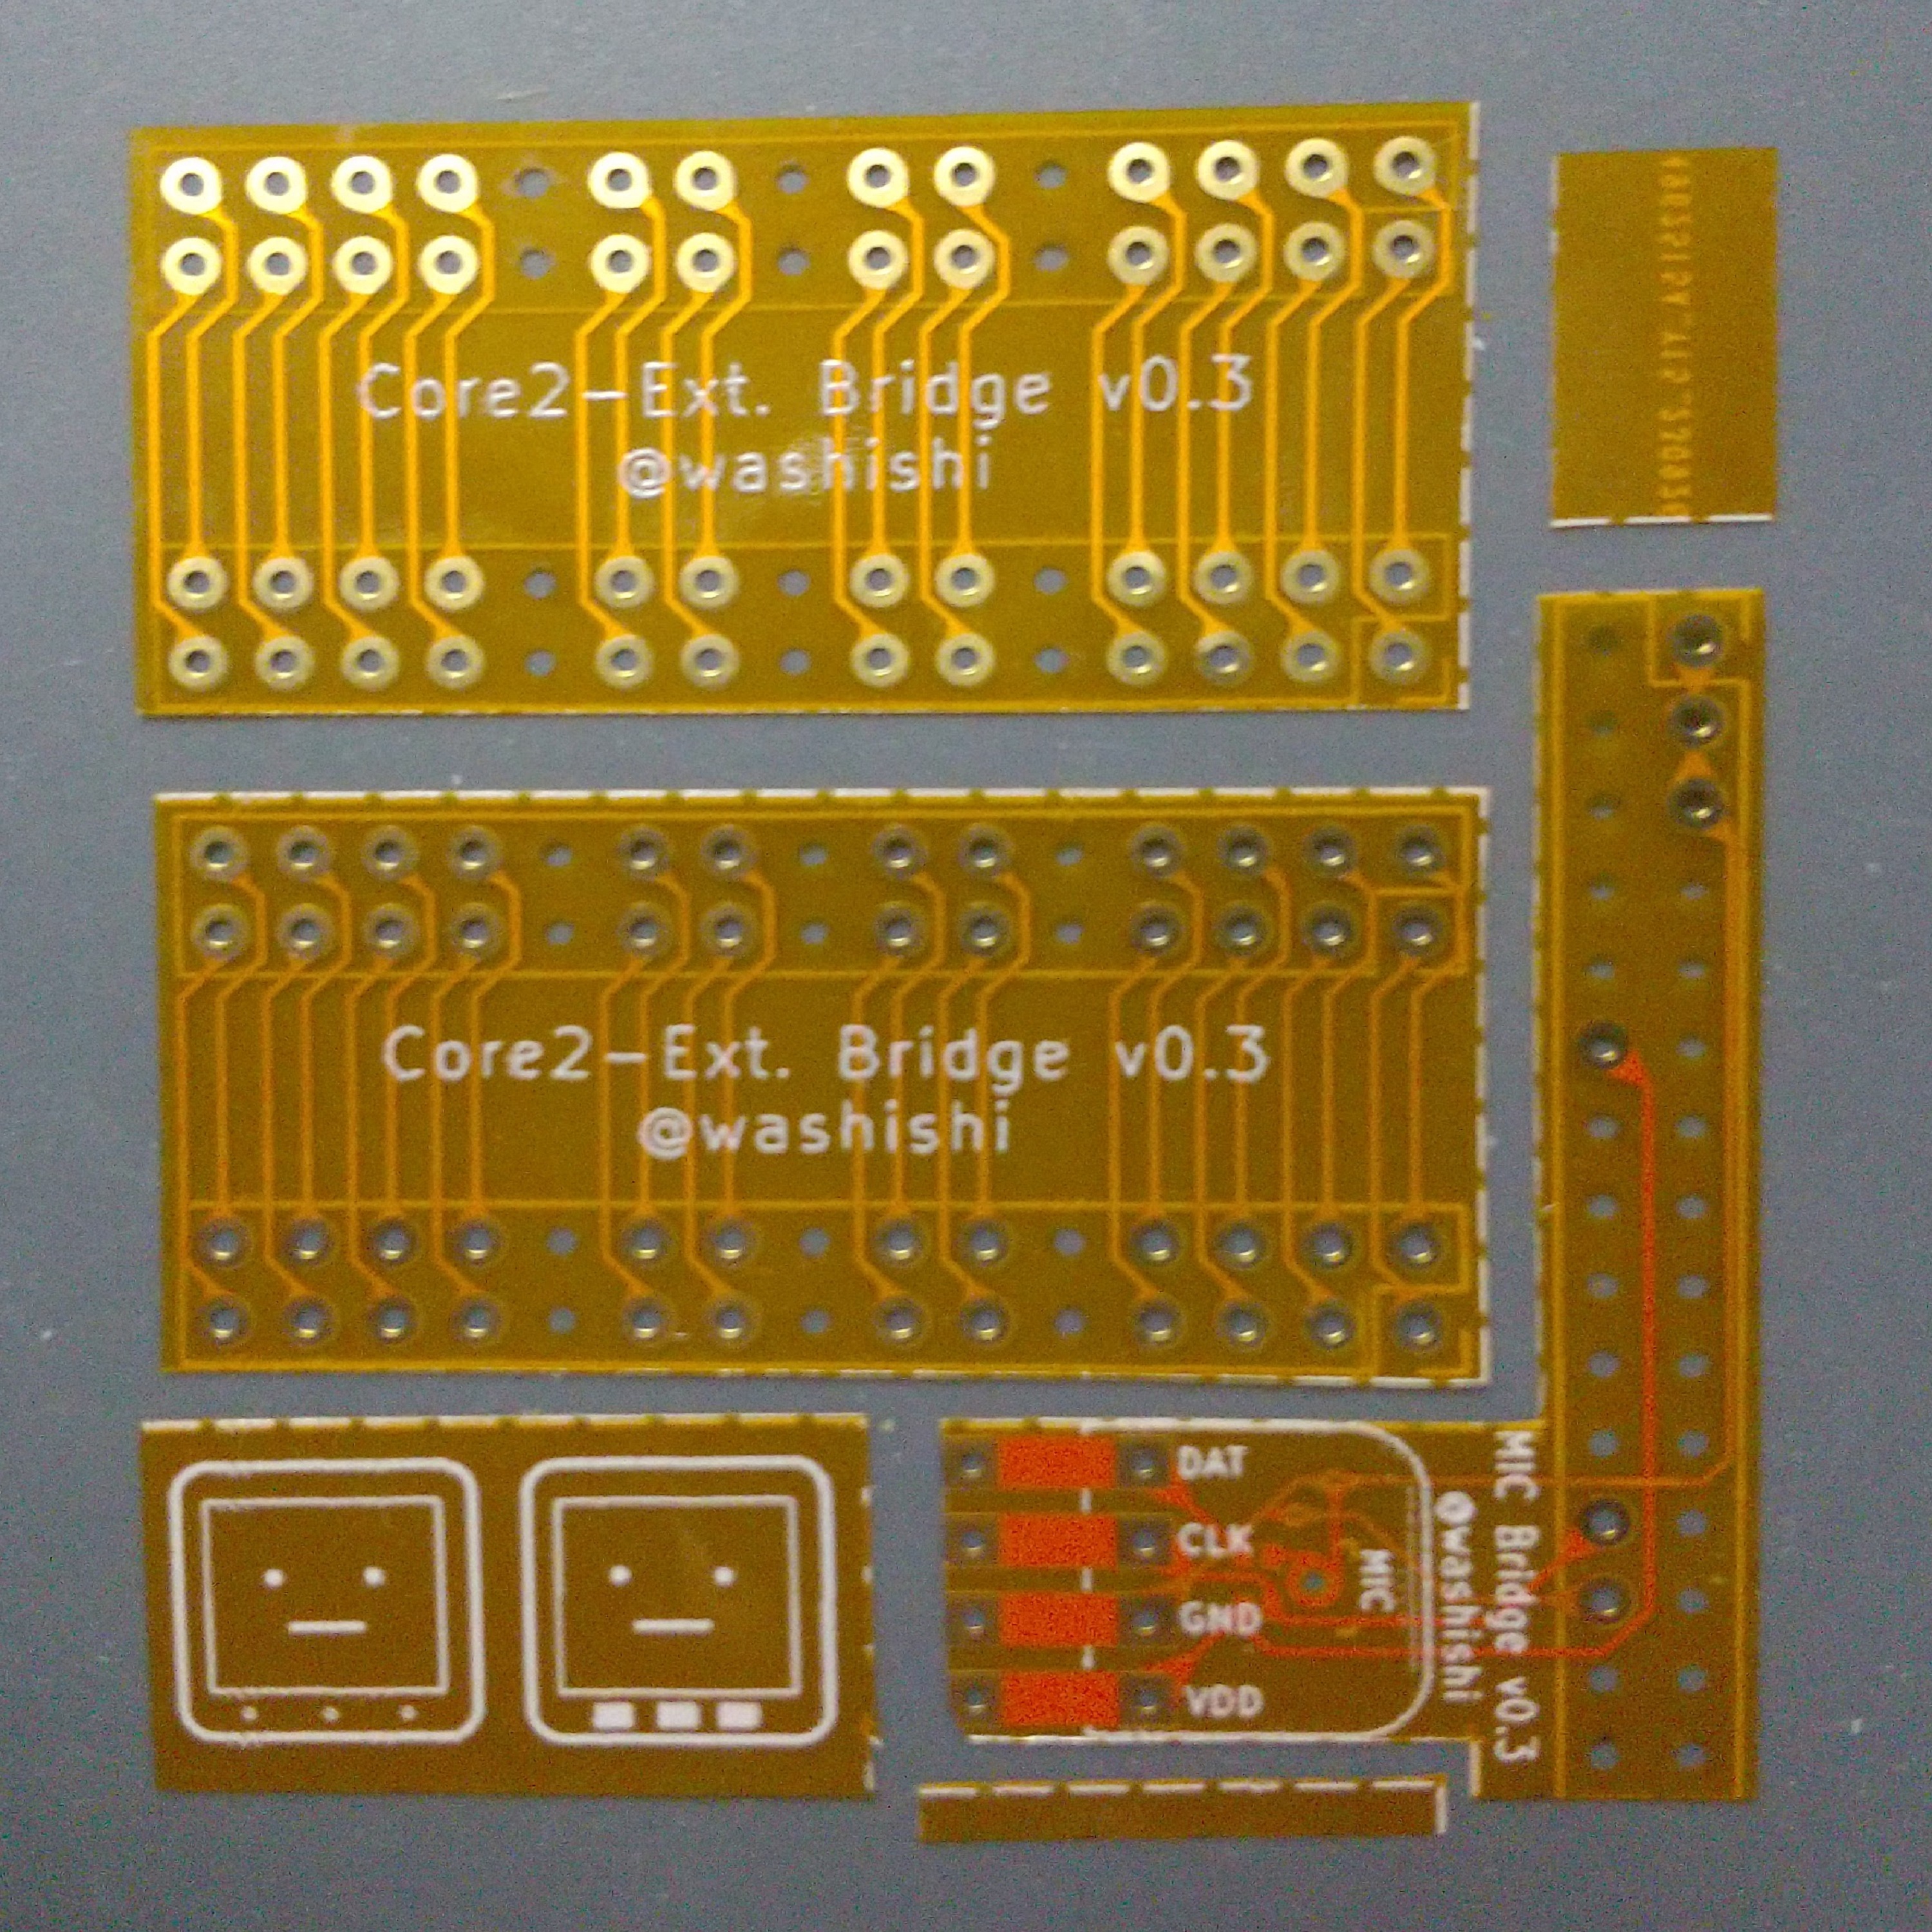 Core2-Ext. Bridge v0.3
@washishi
Core2-Ext. Bridge v0.3
@washishi
DAT
CLK
GND
VDD
MIC
MIC Bridge v0.3
@washishi